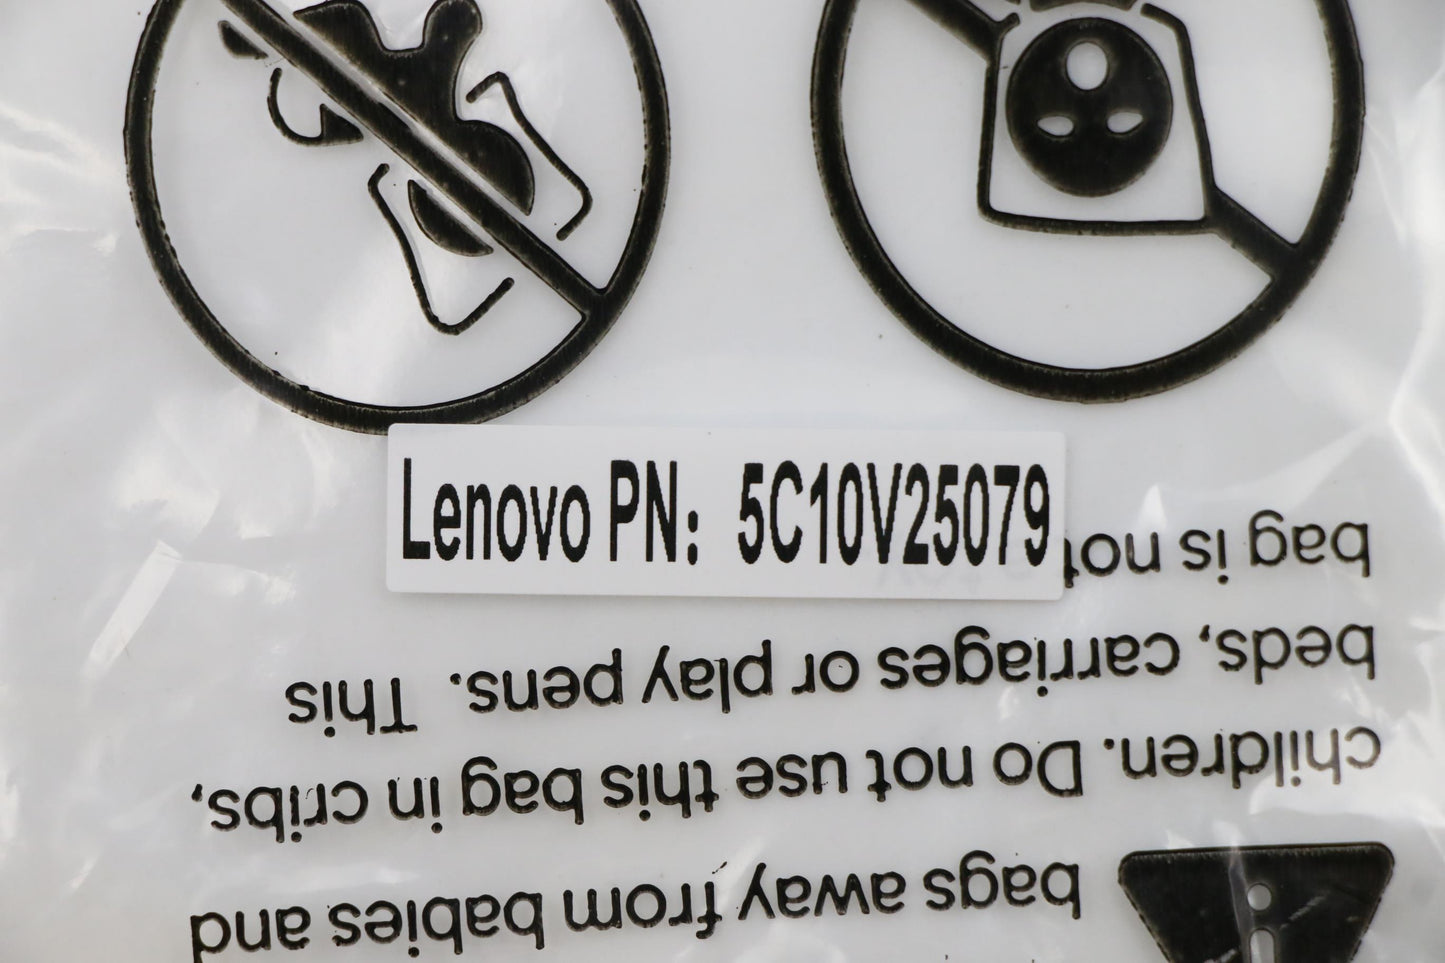 Lenovo PN: 5C10V25079
bags away from babies and
children. Do not use this bag in cribs,
beds, carriages or play pens. This
bag is not